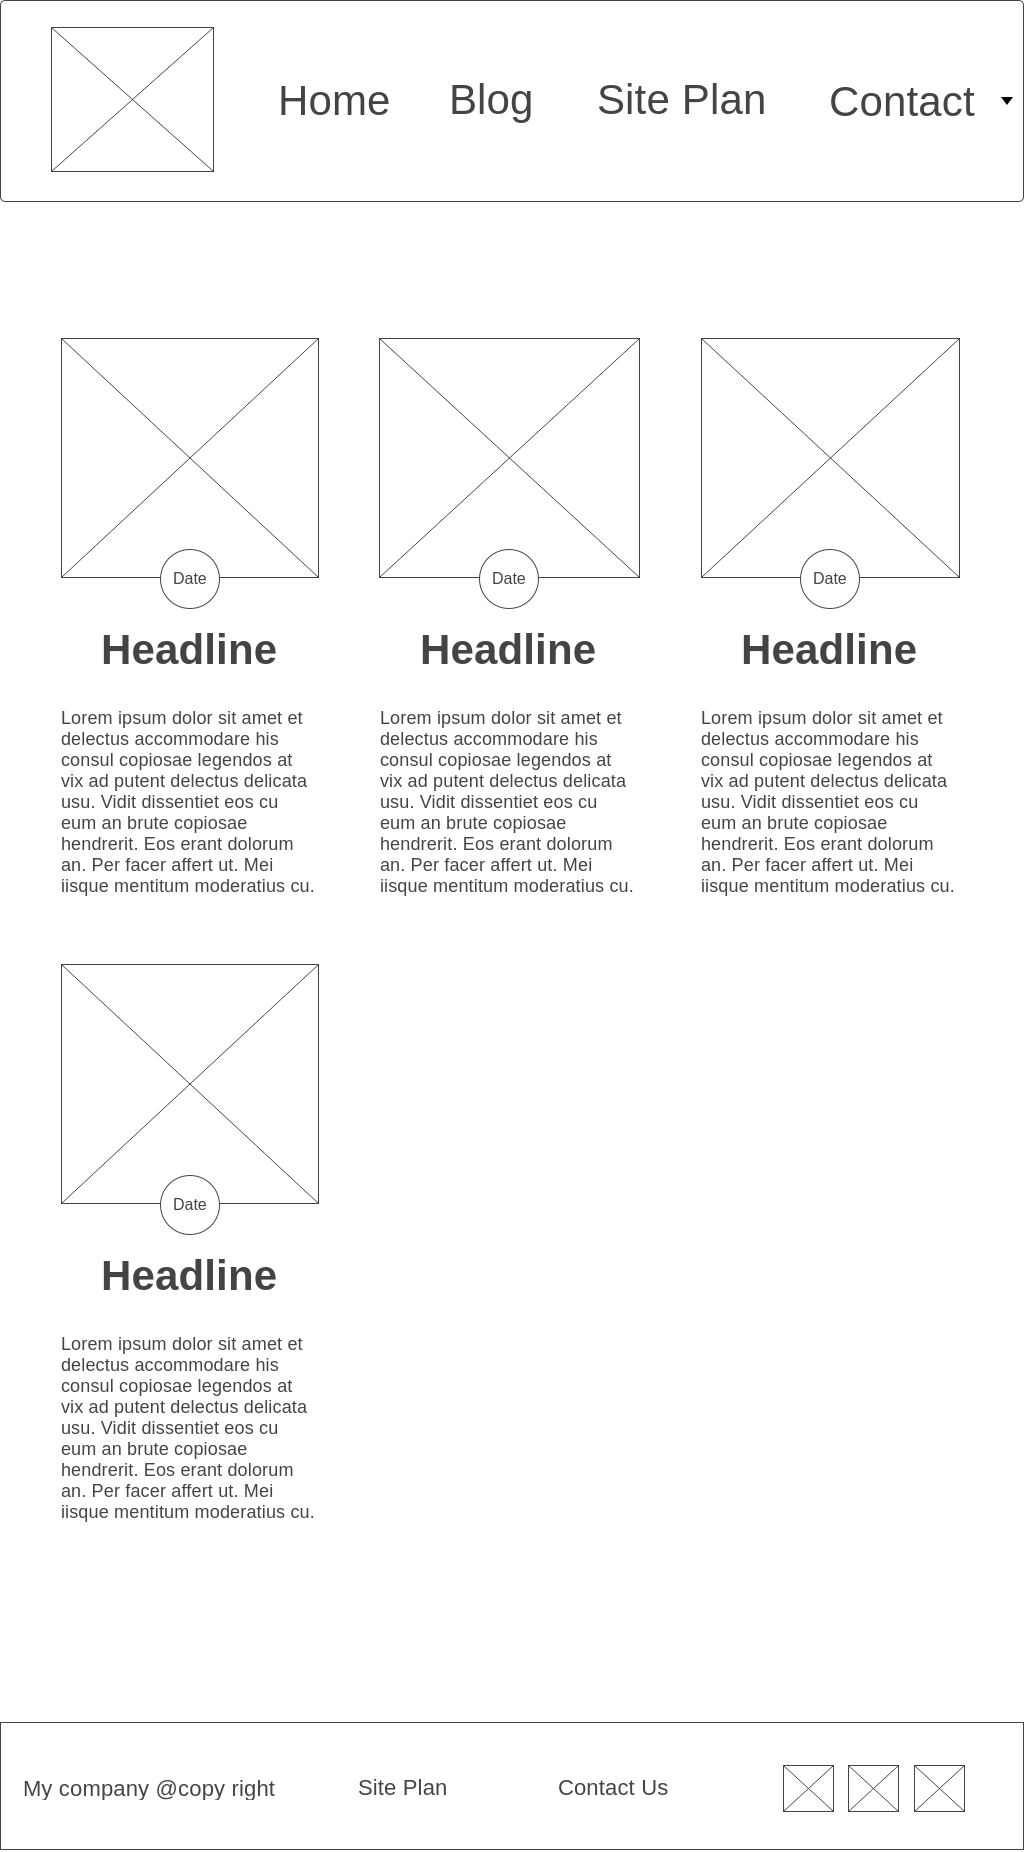 Home Blog Site Plan Contact
Date Date Date
Headline Headline Headline
Lorem ipsum dolor sit amet et
delectus accommodare his
consul copiosae legendos at
vix ad putent delectus delicata
usu. Vidit dissentiet eos cu
eum an brute copiosae
hendrerit. Eos erant dolorum
an. Per facer affert ut. Mei
iisque mentitum moderatius cu.
Lorem ipsum dolor sit amet et
delectus accommodare his
consul copiosae legendos at
vix ad putent delectus delicata
usu. Vidit dissentiet eos cu
eum an brute copiosae
hendrerit. Eos erant dolorum
an. Per facer affert ut. Mei
iisque mentitum moderatius cu.
Lorem ipsum dolor sit amet et
delectus accommodare his
consul copiosae legendos at
vix ad putent delectus delicata
usu. Vidit dissentiet eos cu
eum an brute copiosae
hendrerit. Eos erant dolorum
an. Per facer affert ut. Mei
iisque mentitum moderatius cu.
Date
Headline
Lorem ipsum dolor sit amet et
delectus accommodare his
consul copiosae legendos at
vix ad putent delectus delicata
usu. Vidit dissentiet eos cu
eum an brute copiosae
hendrerit. Eos erant dolorum
an. Per facer affert ut. Mei
iisque mentitum moderatius cu.
My company @copy right Site Plan Contact Us